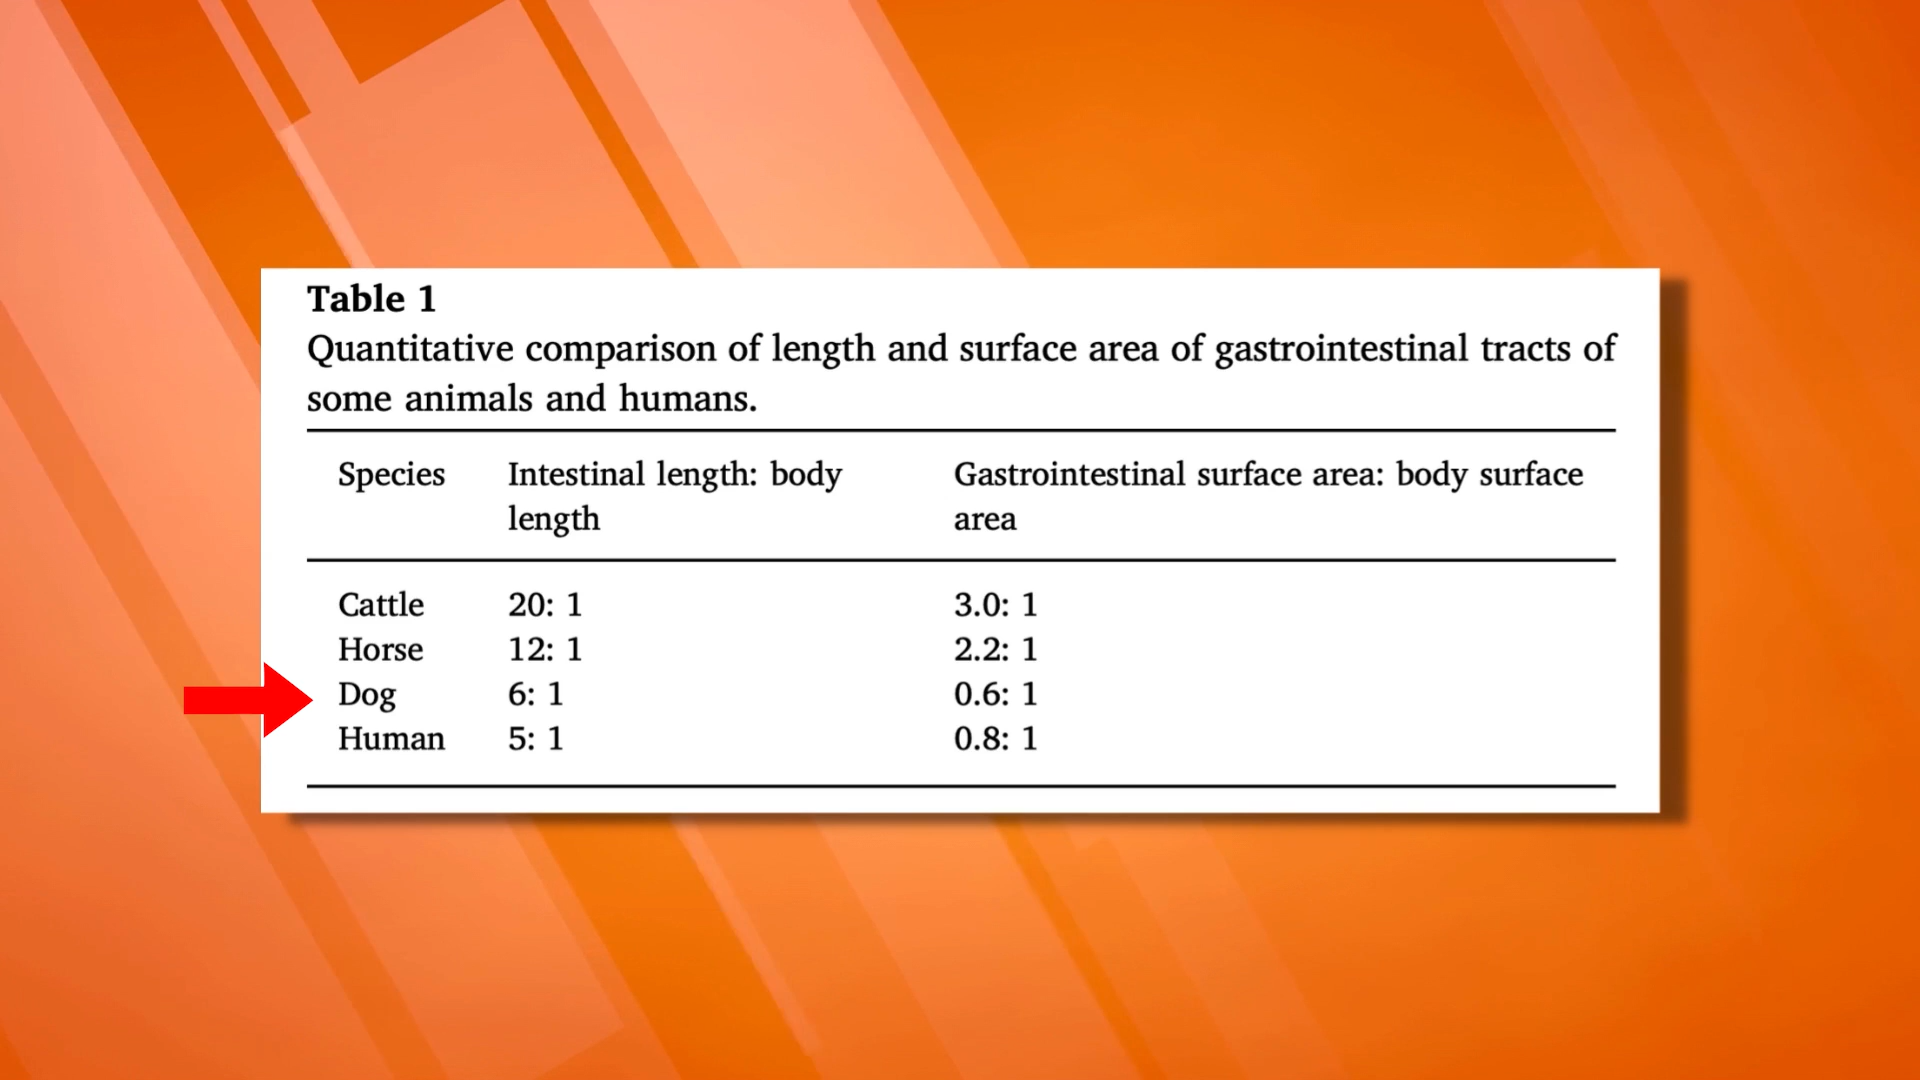 Table 1
Quantitative comparison of length and surface area of gastrointestinal tracts of
some animals and humans.
Species Intestinal length: body length Gastrointestinal surface area: body surface area
Cattle 20: 1 3.0: 1
Horse 12: 1 2.2: 1
Dog 6: 1 0.6: 1
Human 5: 1 0.8: 1